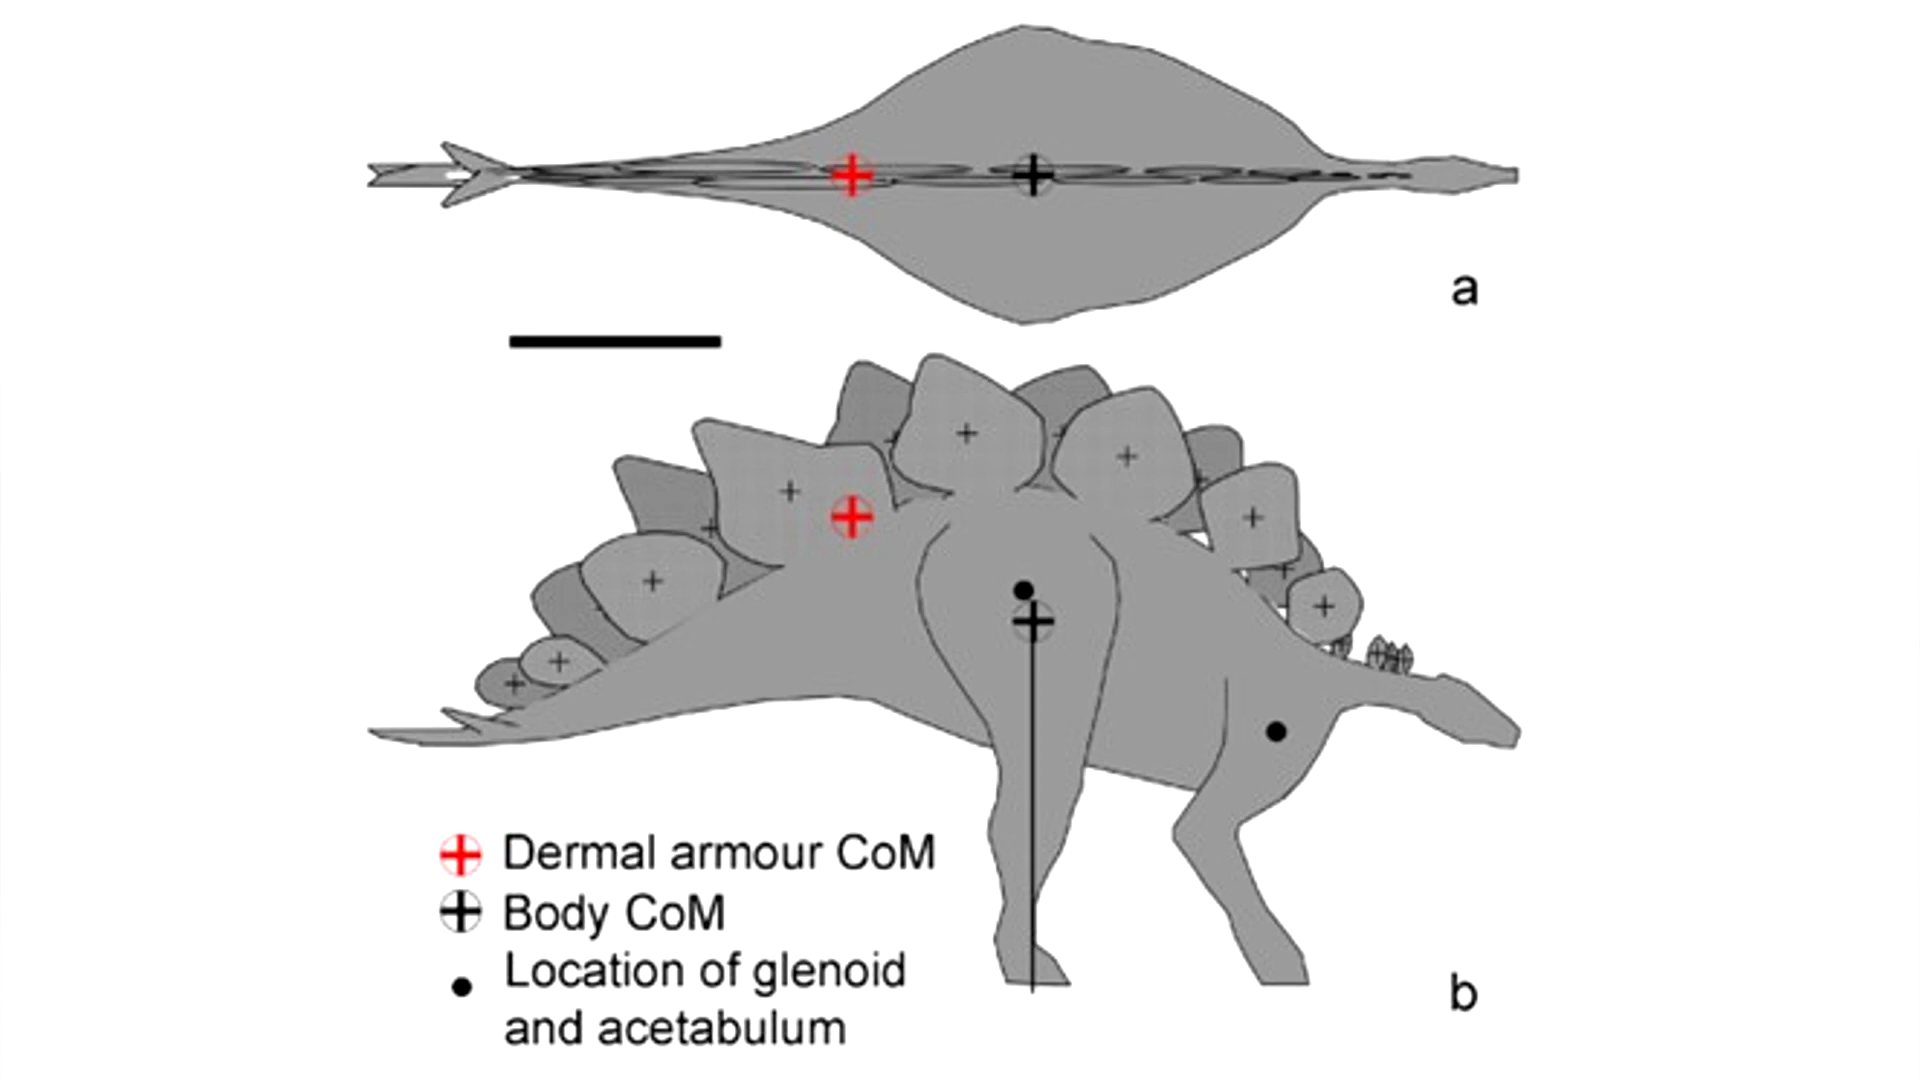 a
Dermal armour CoM
Body CoM
Location of glenoid
and acetabulum
b